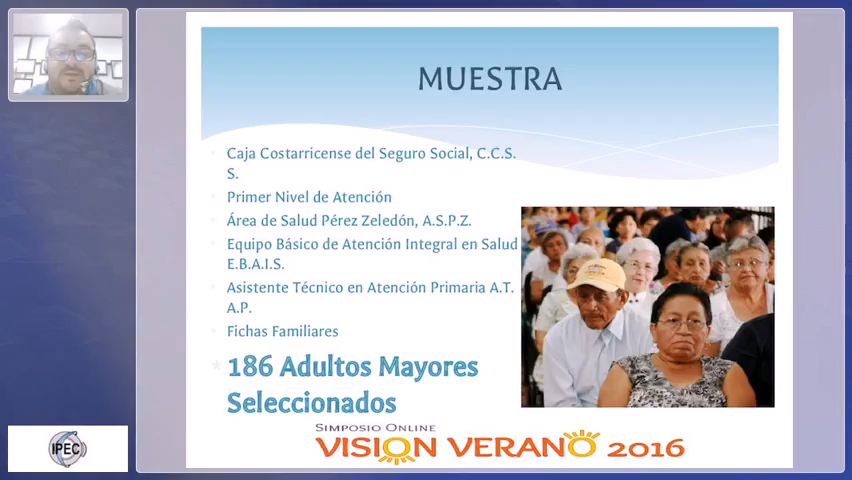 MUESTRA
Caja Costarricense del Seguro Social, C.C.S.
S.
Primer Nivel de Atención
Área de Salud Pérez Zeledón, A.S.P.Z.
Equipo Básico de Atención Integral en Salud
E.B.A.I.S.
Asistente Técnico en Atención Primaria A.T.
A.P.
Fichas Familiares
186 Adultos Mayores
Seleccionados
SIMPOSIO ONLINE
VISION VERANO 2016
IPEC